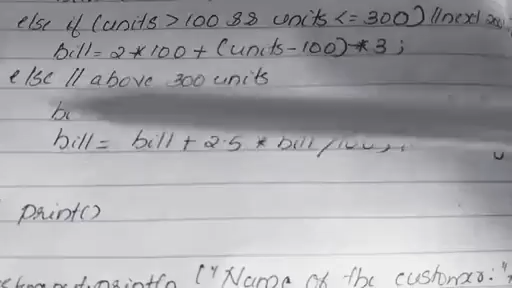 else if (units > 100 && units <= 300) //next
bill = 2*100 + (units-100)*3;
else // above 300 units
bill = bill + 2.5 * bill /100;
print()
("Name of the customer:"